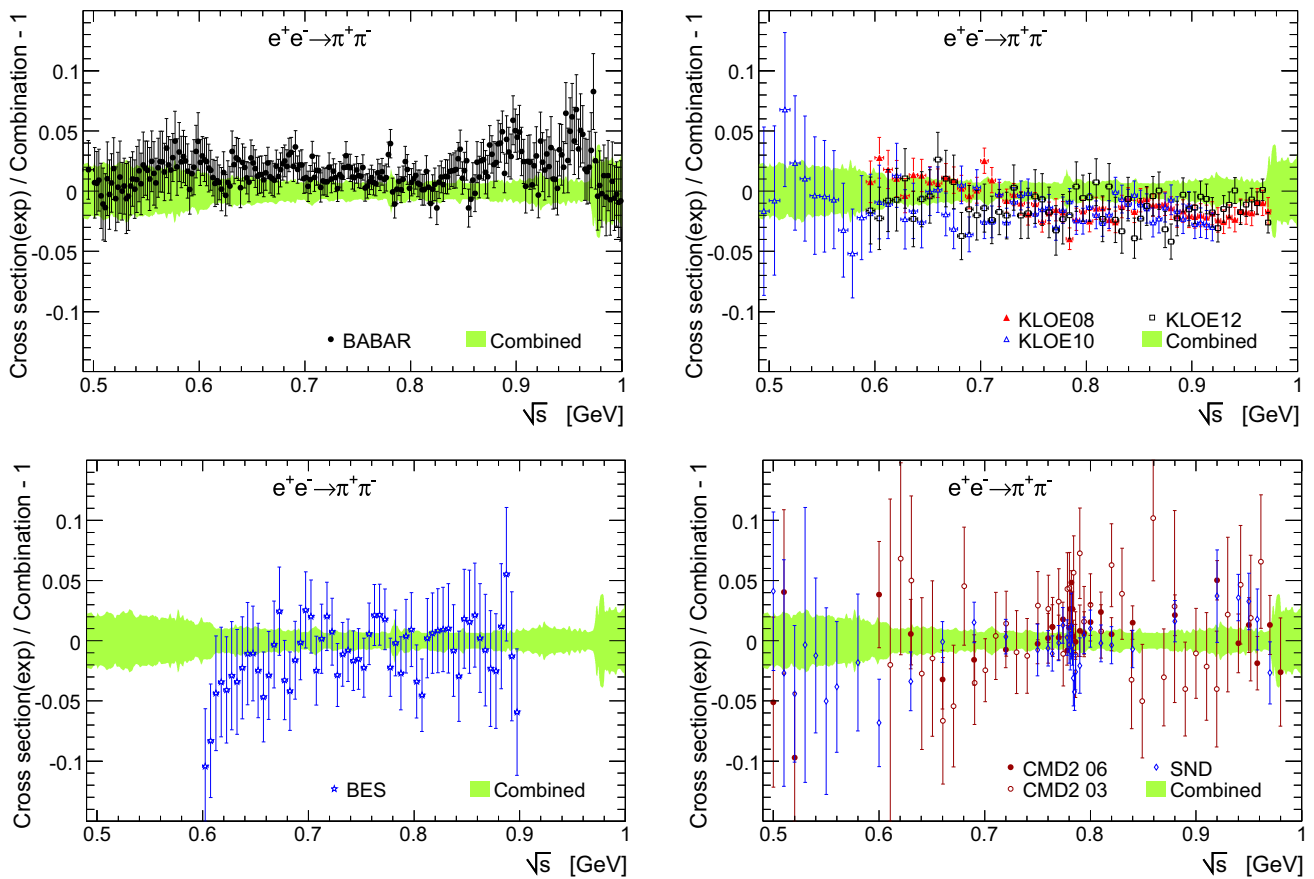 Cross section(exp) / Combination - 1
e⁺e⁻→π⁺π⁻
0.1
0.05
0
-0.05
-0.1
BABAR
Combined
0.5 0.6 0.7 0.8 0.9 1
√s [GeV]
Cross section(exp) / Combination - 1
e⁺e⁻→π⁺π⁻
0.1
0.05
0
-0.05
-0.1
KLOE08 KLOE12
KLOE10 Combined
0.5 0.6 0.7 0.8 0.9 1
√s [GeV]
Cross section(exp) / Combination - 1
e⁺e⁻→π⁺π⁻
0.1
0.05
0
-0.05
-0.1
BES
Combined
0.5 0.6 0.7 0.8 0.9 1
√s [GeV]
Cross section(exp) / Combination - 1
e⁺e⁻→π⁺π⁻
0.1
0.05
0
-0.05
-0.1
CMD2 06 SND
CMD2 03 Combined
0.5 0.6 0.7 0.8 0.9 1
√s [GeV]